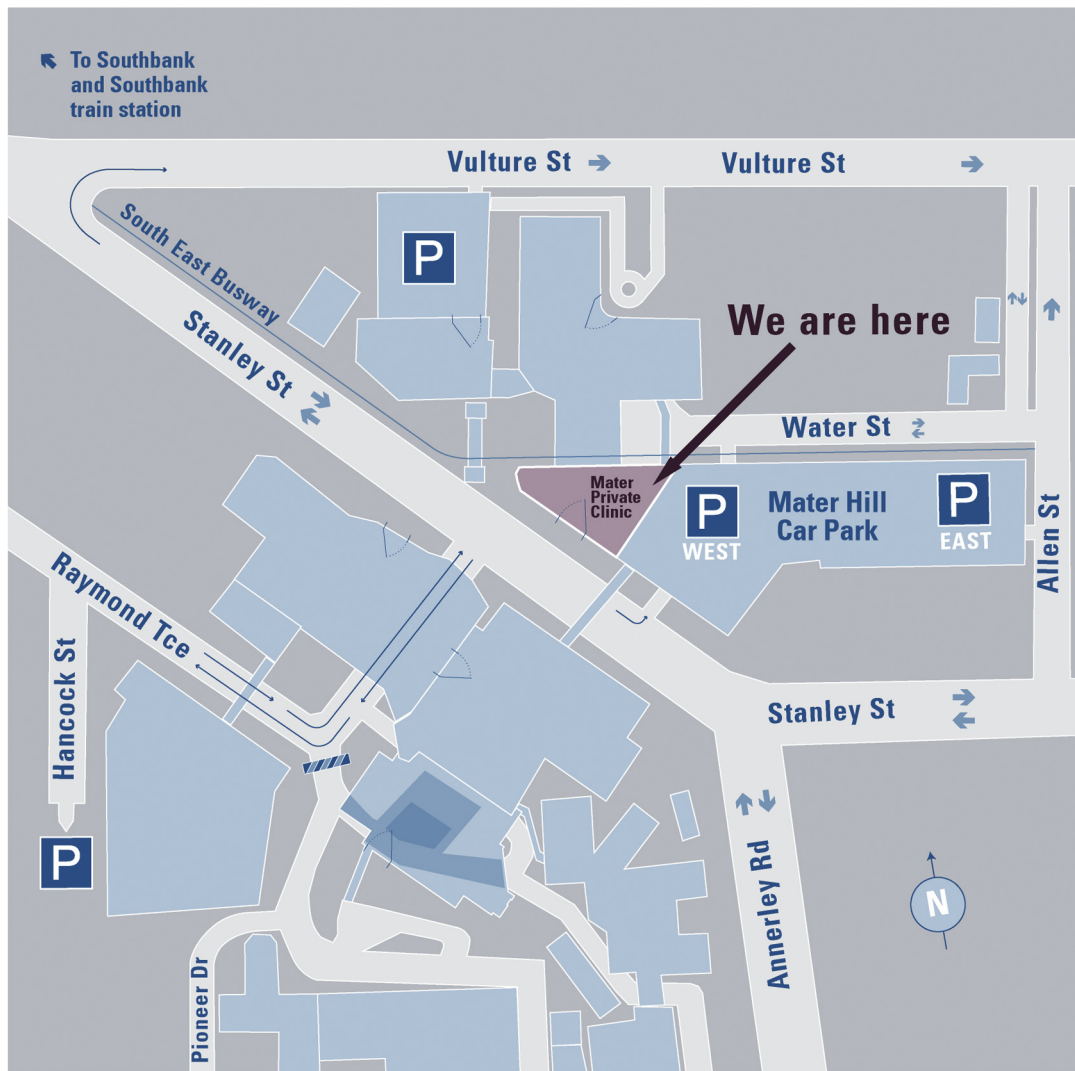 To Southbank
and Southbank
train station
Vulture St
Vulture St
South East Busway
P
Stanley St
We are here
Water St
Mater
Private
Clinic
P
WEST
Mater Hill
Car Park
P
EAST
Allen St
Raymond Tce
Hancock St
Stanley St
P
Annerley Rd
N
Pioneer Dr